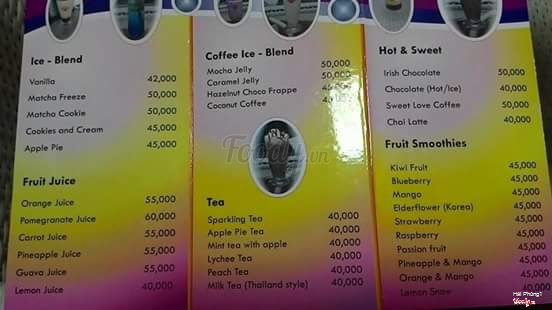 Ice - Blend
Vanilla 42,000
Matcha Freeze 50,000
Matcha Cookie 50,000
Cookies and Cream 45,000
Apple Pie 45,000
Fruit Juice
Orange Juice 55,000
Pomegranate Juice 60,000
Carrot Juice 55,000
Pineapple Juice 55,000
Guava Juice 55,000
Lemon Juice 40,000
Coffee Ice - Blend
Mocha Jelly 50,000
Caramel Jelly 50,000
Hazelnut Choco Frappe 50,000
Coconut Coffee
Foody.vn
Tea
Sparkling Tea 40,000
Apple Pie Tea 40,000
Mint tea with apple 40,000
Lychee Tea 40,000
Peach Tea 40,000
Milk Tea (Thailand style) 40,000
Hot & Sweet
Irish Chocolate 50,000
Chocolate (Hot/Ice) 40,000
Sweet Love Coffee 50,000
Chai Latte 40,000
Fruit Smoothies
Kiwi Fruit 45,000
Blueberry 45,000
Mango 45,000
Elderflower (Korea) 45,000
Strawberry 45,000
Raspberry 45,000
Passion fruit 45,000
Pineapple & Mango 45,000
Orange & Mango 45,000
Lemon Snow 40,000